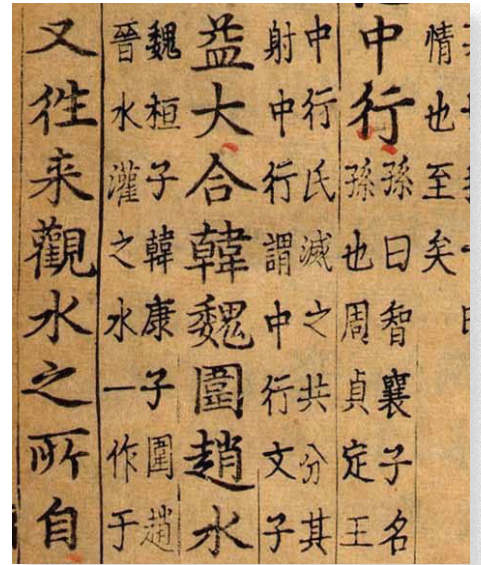 情也至矣
中行
孫曰智襄子名
孫也周貞定王
中行氏滅之共分其
射中行謂中行文子
益大合韓魏圍趙水
魏桓子韓康子圍趙
晉水灌之水一作于
又徃来觀水之所自